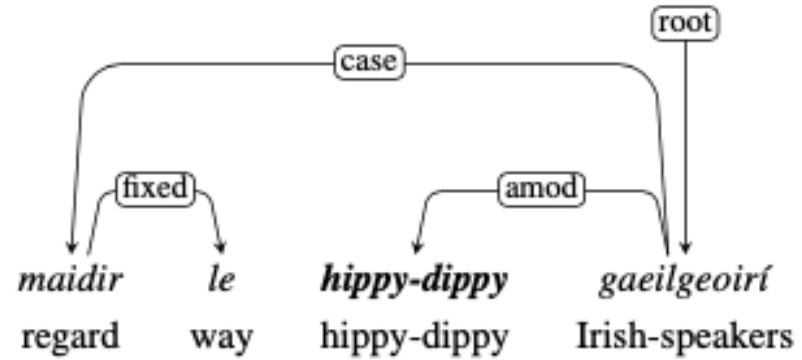 root
case
fixed amod
maidir le hippy-dippy gaeilgeoirí
regard way hippy-dippy Irish-speakers